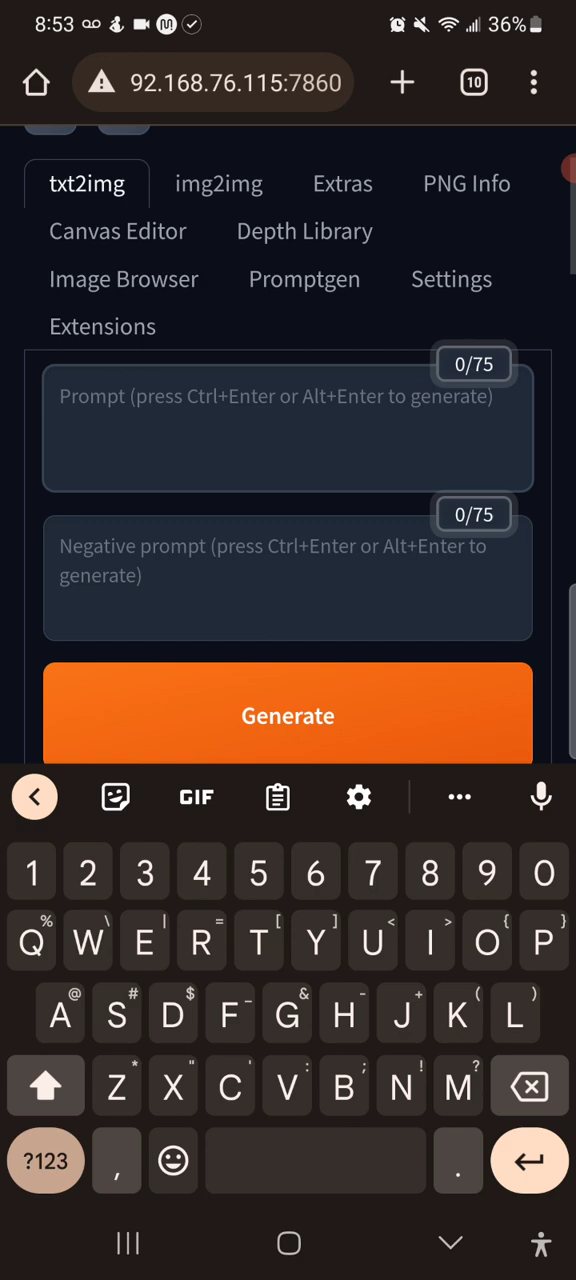 8:53 36%
92.168.76.115:7860 10
txt2img img2img Extras PNG Info
Canvas Editor Depth Library
Image Browser Promptgen Settings
Extensions
0/75
Prompt (press Ctrl+Enter or Alt+Enter to generate)
0/75
Negative prompt (press Ctrl+Enter or Alt+Enter to
generate)
Generate
GIF
1 2 3 4 5 6 7 8 9 0
% \ | = [ ] < > { }
Q W E R T Y U I O P
@ # $ _ & - + ( )
A S D F G H J K L
* " ' : ; ! ?
Z X C V B N M
?123 , .